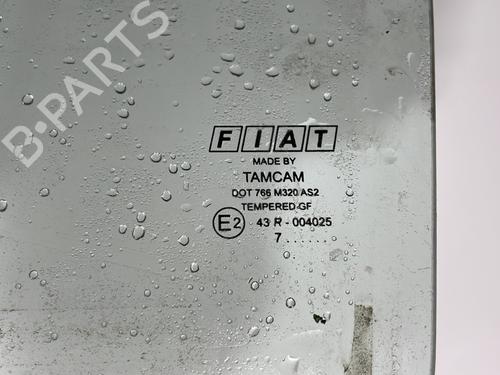 B-PARTS
FIAT
MADE BY
TAMCAM
DOT 766 M320 AS2
TEMPERED GF
E2 43 R - 004025
7 . . . . . .